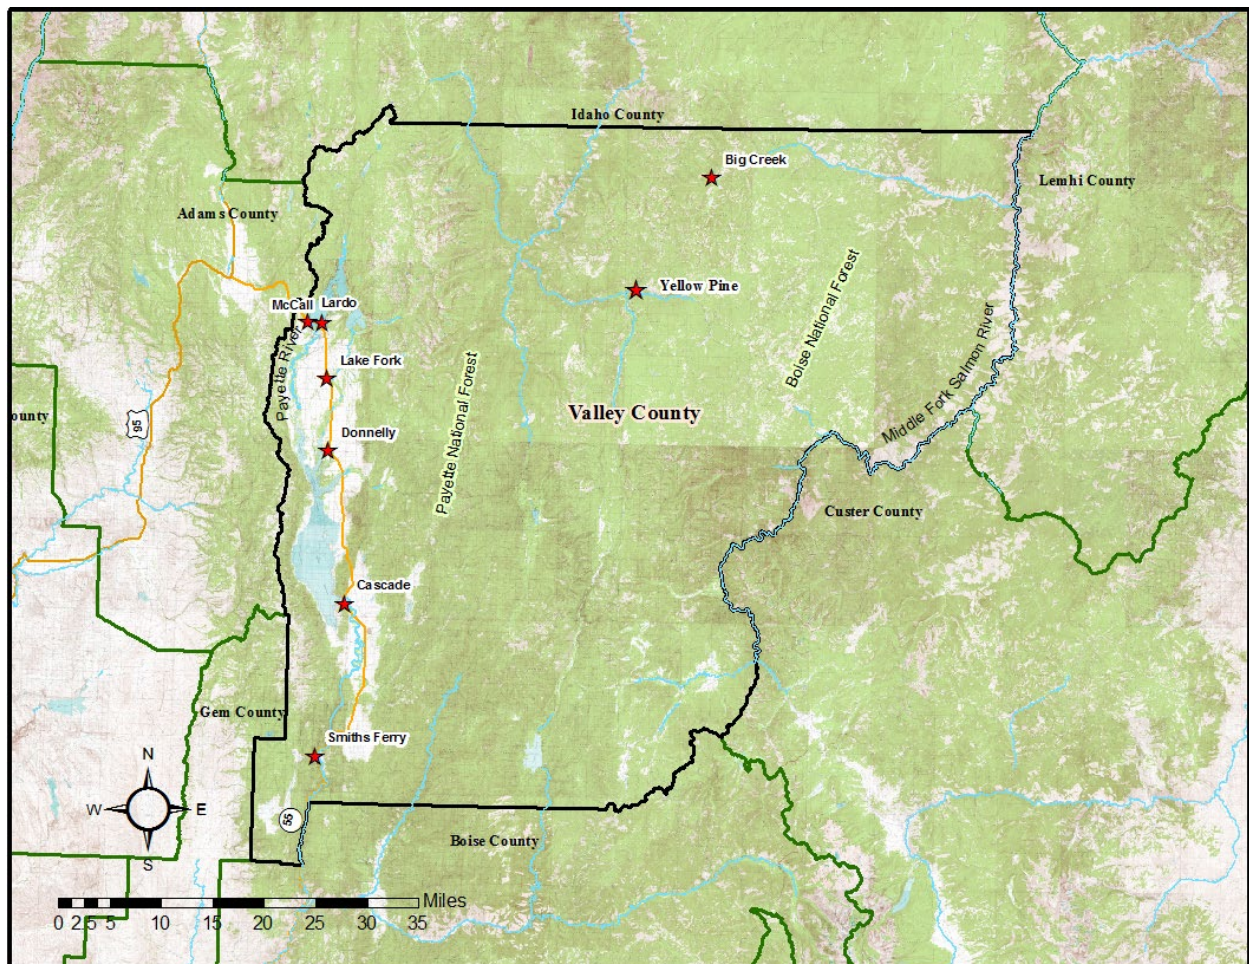 Idaho County
Big Creek
Lemhi County
Adams County
Yellow Pine
Boise National Forest
McCall
Lardo
Payette River
Lake Fork
Middle Fork Salmon River
Payette National Forest
Valley County
ounty
95
Donnelly
Custer County
Cascade
Gem County
Smiths Ferry
N
W
E
S
55
Boise County
Miles
0 2.5 5 10 15 20 25 30 35